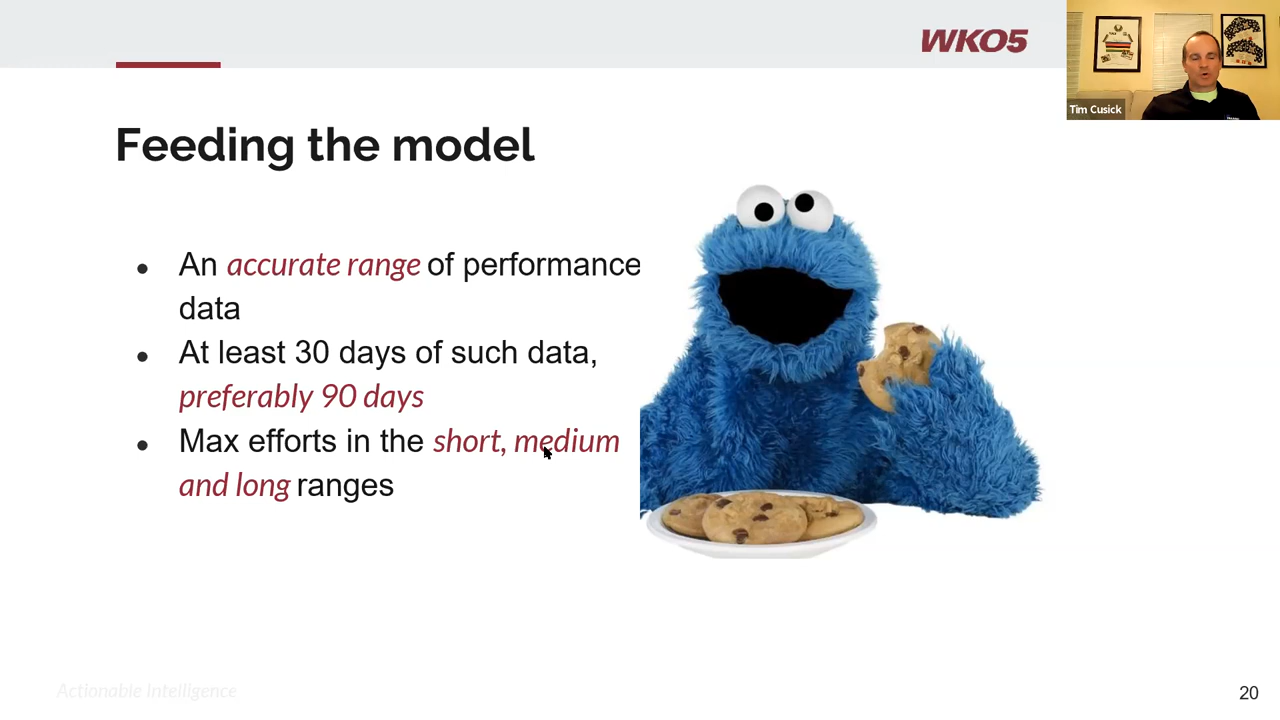 WKO5
Tim Cusick
Feeding the model
● An accurate range of performance
data
● At least 30 days of such data,
preferably 90 days
● Max efforts in the short, medium
and long ranges
Actionable Intelligence
20